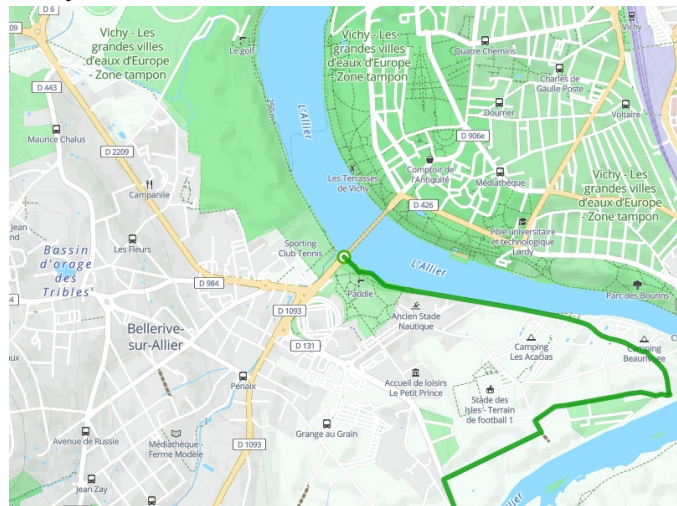 D 6
Vichy - Les
grandes villes
d'eaux d'Europe
- Zone tampon
Le golf
Vichy - Les
grandes villes
d'eaux d'Europe
- Zone tampon
Quatre Chemins
Vichy
Charles de
Gaulle Poste
D 443
250 m
L'Allier
Maurice Chalus
Dourner
Voltaire
D 906e
D 2209
Comptoir de
l'Antiquité
Les Terrasses
de Vichy
Médiathèque
Vichy - Les
grandes villes
d'eaux d'Europe
- Zone tampon
Campanile
D 426
Jean
Pôle universitaire
et technologique
Lardy
Les Fleurs
Sporting
Club Tennis
Bassin
d'orage
des
Tribles
L'Allier
D 984
Paddle
Parc des Bourins
D 1093
Ancien Stade
Nautique
Bellerive-
sur-Allier
D 131
Camping
Les Acacias
Camping
Beaurivage
Accueil de loisirs
Le Petit Prince
Penaix
Stade des
Isles - Terrain
de football 1
Grange au Grain
Avenue de Russie
Médiathèque -
Ferme Modèle
D 1093
Jean Zay